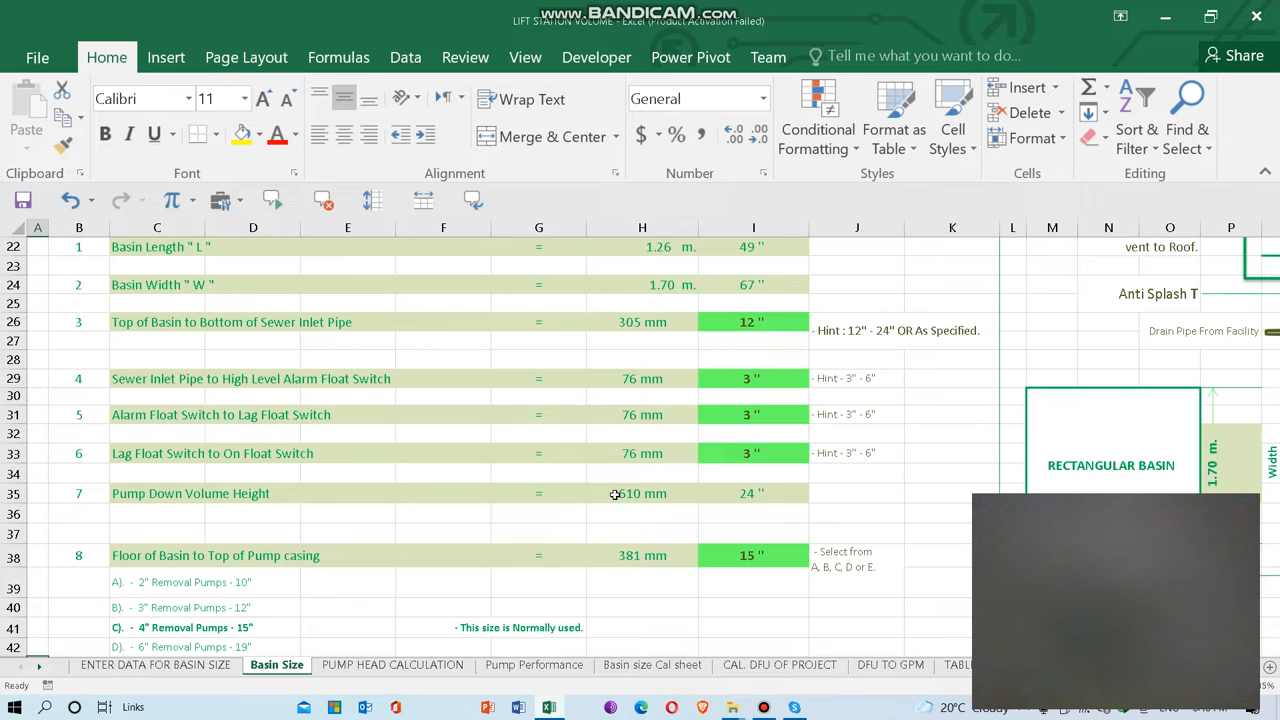 www.BANDICAM.com
LIFT STATION VOLUME - Excel (Product Activation Failed)
File Home Insert Page Layout Formulas Data Review View Developer Power Pivot Team Tell me what you want to do... Share
Calibri 11 Wrap Text General Insert
Paste B I U Merge & Center $ % Conditional Formatting Format as Table Cell Styles Delete Format Sort & Filter Find & Select
Clipboard Font Alignment Number Styles Cells Editing
A B C D E F G H I J K L M N O P
22 1 Basin Length " L " = 1.26 m. 49 '' vent to Roof.
23
24 2 Basin Width " W " = 1.70 m. 67 '' Anti Splash T
25
26 3 Top of Basin to Bottom of Sewer Inlet Pipe = 305 mm 12 '' - Hint : 12" - 24" OR As Specified. Drain Pipe From Facility
27
28
29 4 Sewer Inlet Pipe to High Level Alarm Float Switch = 76 mm 3 '' - Hint - 3" - 6"
30
31 5 Alarm Float Switch to Lag Float Switch = 76 mm 3 '' - Hint - 3" - 6"
32
33 6 Lag Float Switch to On Float Switch = 76 mm 3 '' - Hint - 3" - 6"
34
RECTANGULAR BASIN
1.70 m.
Width
35 7 Pump Down Volume Height = 610 mm 24 ''
36
37
38 8 Floor of Basin to Top of Pump casing = 381 mm 15 '' - Select from
A, B, C, D or E.
39 A). - 2" Removal Pumps - 10"
40 B). - 3" Removal Pumps - 12"
41 C). - 4" Removal Pumps - 15" - This size is Normally used.
42 D). - 6" Removal Pumps - 19"
ENTER DATA FOR BASIN SIZE Basin Size PUMP HEAD CALCULATION Pump Performance Basin size Cal sheet CAL. DFU OF PROJECT DFU TO GPM
Ready
Links 20°C Cloudy